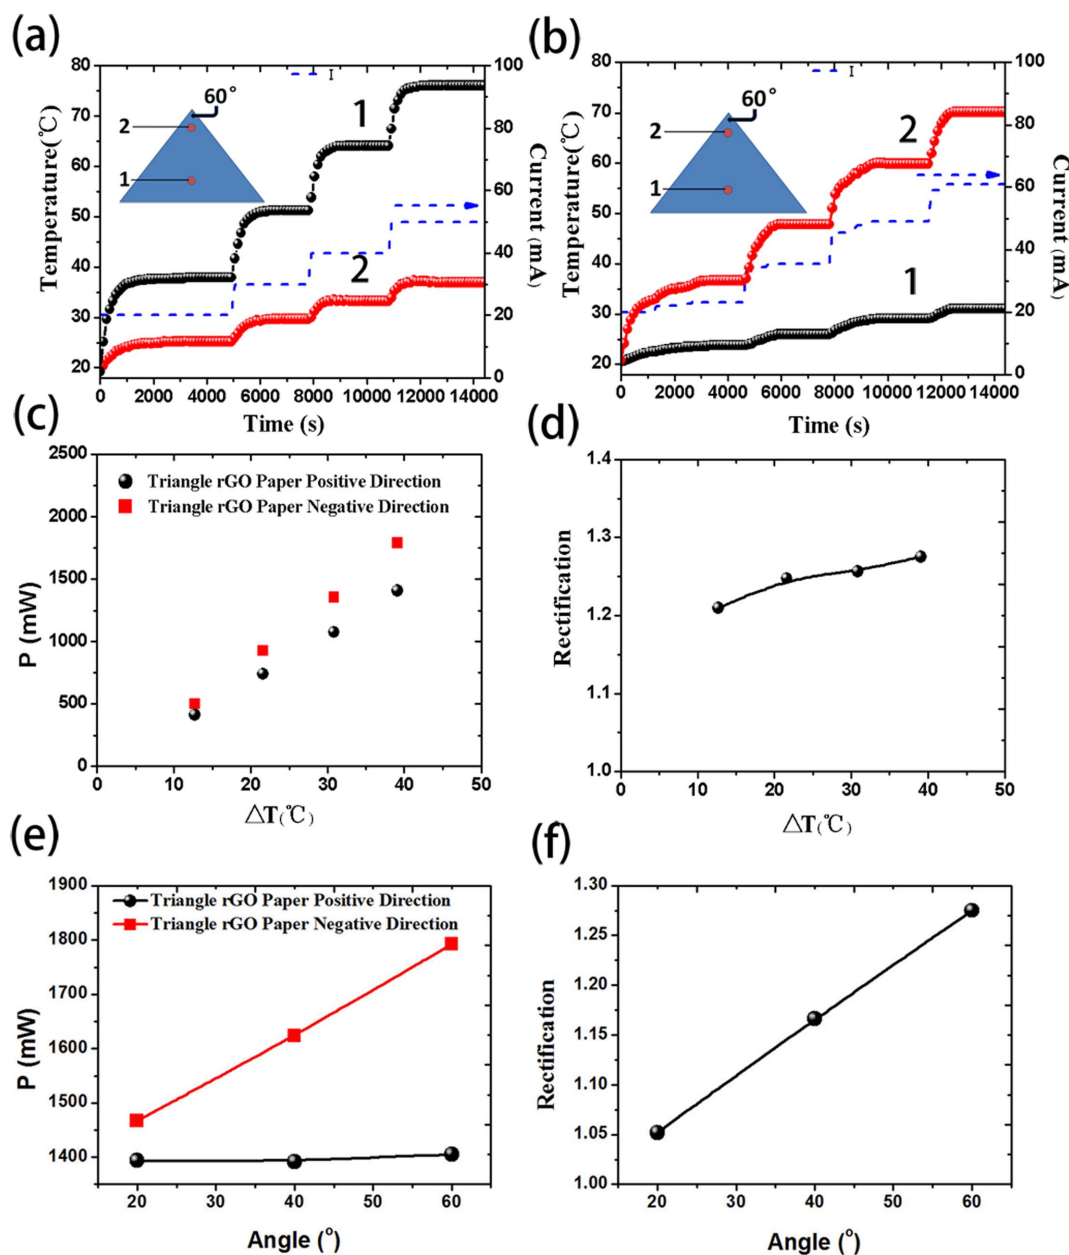 (a)
80
70
60
50
40
30
20
Temperature(℃)
0 2000 4000 6000 8000 10000 12000 14000
Time (s)
100
80
60
40
20
0
Current (mA)
I
60°
2
1
1
2
(b)
80
70
60
50
40
30
20
Temperature(℃)
0 2000 4000 6000 8000 10000 12000 14000
Time (s)
100
80
60
40
20
0
Current (mA)
I
60°
2
1
2
1
(c)
2500
2000
1500
1000
500
0
P (mW)
Triangle rGO Paper Positive Direction
Triangle rGO Paper Negative Direction
0 10 20 30 40 50
△T(℃)
(d)
1.4
1.3
1.2
1.1
1.0
Rectification
0 10 20 30 40 50
△T(℃)
(e)
1900
1800
1700
1600
1500
1400
P (mW)
Triangle rGO Paper Positive Direction
Triangle rGO Paper Negative Direction
20 30 40 50 60
Angle (°)
(f)
1.30
1.25
1.20
1.15
1.10
1.05
1.00
Rectification
20 30 40 50 60
Angle (°)